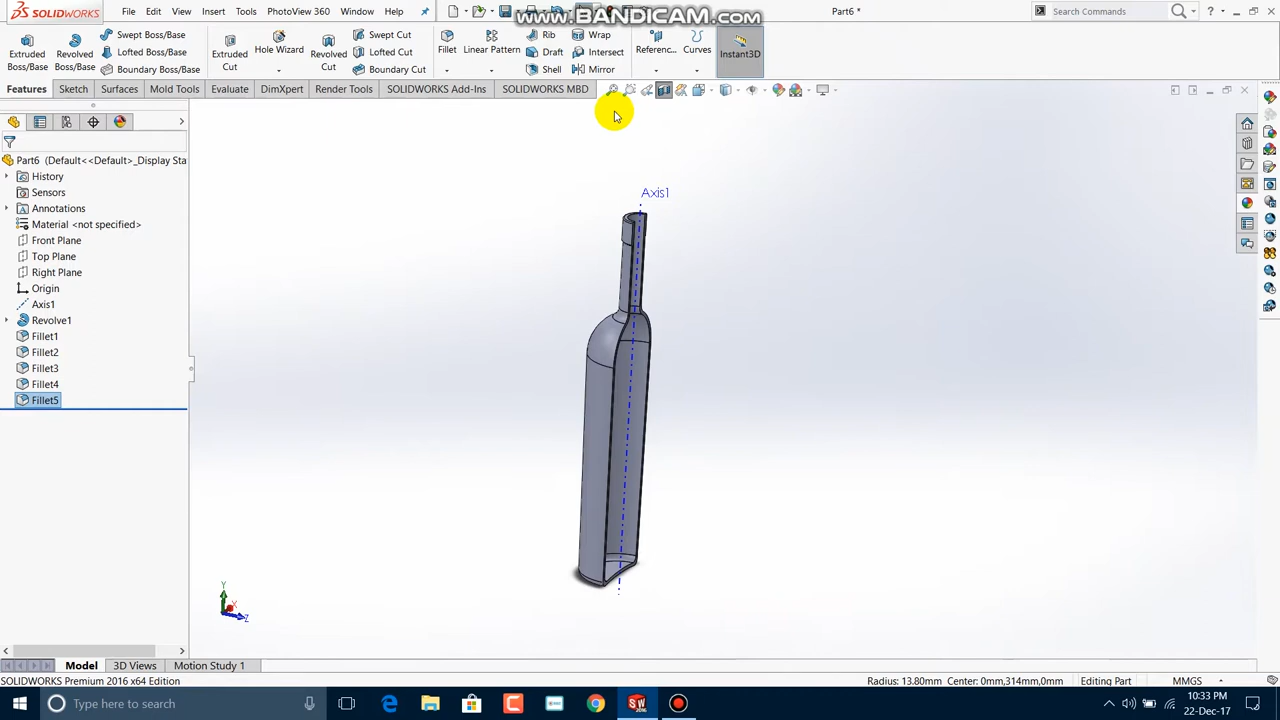 SOLIDWORKS
File Edit View Insert Tools PhotoView 360 Window Help
www.BANDICAM.com
Part6 *
Search Commands
Extruded Boss/Base
Revolved Boss/Base
Swept Boss/Base
Lofted Boss/Base
Boundary Boss/Base
Extruded Cut
Hole Wizard
Revolved Cut
Swept Cut
Lofted Cut
Boundary Cut
Fillet
Linear Pattern
Rib
Draft
Shell
Wrap
Intersect
Mirror
Referenc...
Curves
Instant3D
Features Sketch Surfaces Mold Tools Evaluate DimXpert Render Tools SOLIDWORKS Add-Ins SOLIDWORKS MBD
Part6 (Default<<Default>_Display Sta
History
Sensors
Annotations
Material <not specified>
Front Plane
Top Plane
Right Plane
Origin
Axis1
Revolve1
Fillet1
Fillet2
Fillet3
Fillet4
Fillet5
Axis1
Y
X
Z
Model 3D Views Motion Study 1
SOLIDWORKS Premium 2016 x64 Edition
Radius: 13.80mm Center: 0mm,314mm,0mm Editing Part MMGS
Type here to search
10:33 PM
22-Dec-17